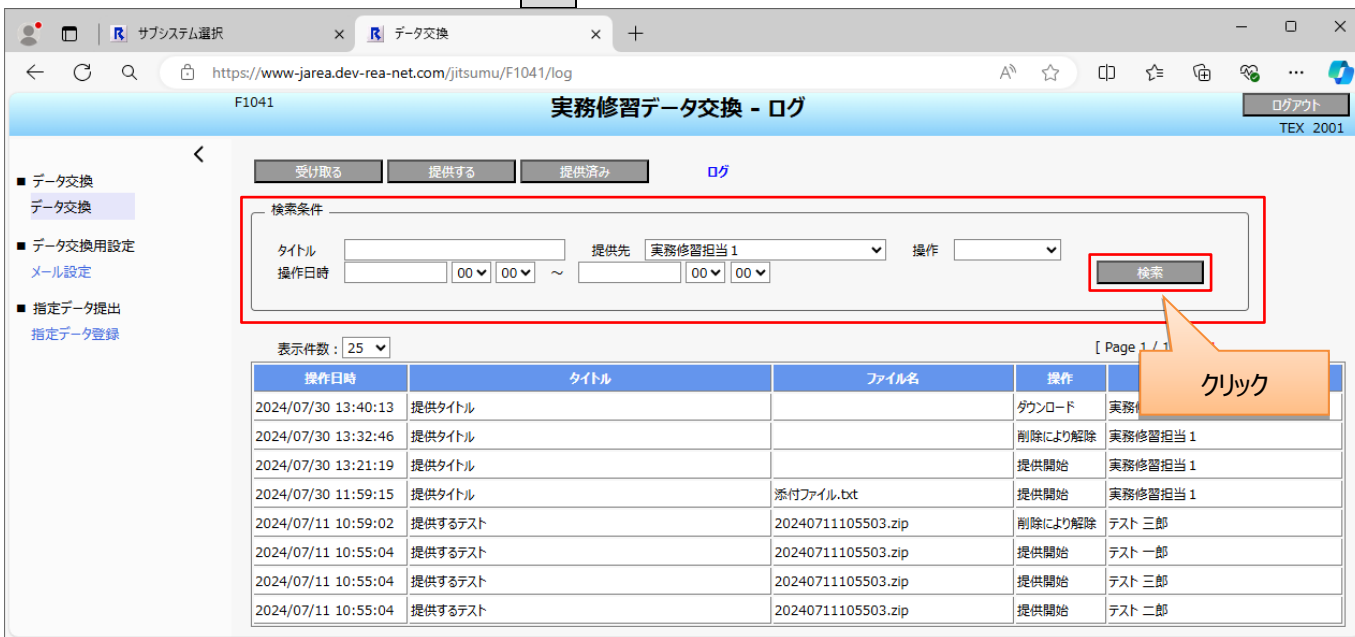 サブシステム選択
データ交換
https://www-jarea.dev-rea-net.com/jitsumu/F1041/log
F1041
実務修習データ交換 - ログ
ログアウト
TEX 2001
■ データ交換
データ交換
■ データ交換用設定
メール設定
■ 指定データ提出
指定データ登録
受け取る 提供する 提供済み ログ
検索条件
タイトル 提供先 実務修習担当1 操作
操作日時 00 00 ～ 00 00
検索
クリック
表示件数 : 25 [ Page 1 / 1
操作日時 タイトル ファイル名 操作
2024/07/30 13:40:13 提供タイトル ダウンロード 実務
2024/07/30 13:32:46 提供タイトル 削除により解除 実務修習担当1
2024/07/30 13:21:19 提供タイトル 提供開始 実務修習担当1
2024/07/30 11:59:15 提供タイトル 添付ファイル.txt 提供開始 実務修習担当1
2024/07/11 10:59:02 提供するテスト 20240711105503.zip 削除により解除 テスト 三郎
2024/07/11 10:55:04 提供するテスト 20240711105503.zip 提供開始 テスト 一郎
2024/07/11 10:55:04 提供するテスト 20240711105503.zip 提供開始 テスト 三郎
2024/07/11 10:55:04 提供するテスト 20240711105503.zip 提供開始 テスト 二郎